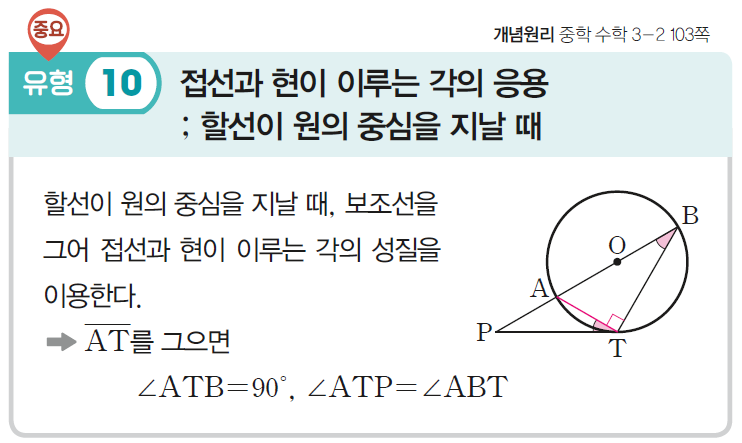 중요
개념원리 중학 수학 3-2 103쪽
유형 10 접선과 현이 이루는 각의 응용
; 할선이 원의 중심을 지날 때
할선이 원의 중심을 지날 때, 보조선을
그어 접선과 현이 이루는 각의 성질을
이용한다.
➡ A̅T̅를 그으면
∠ATB=90°, ∠ATP=∠ABT
B
O
A
P
T